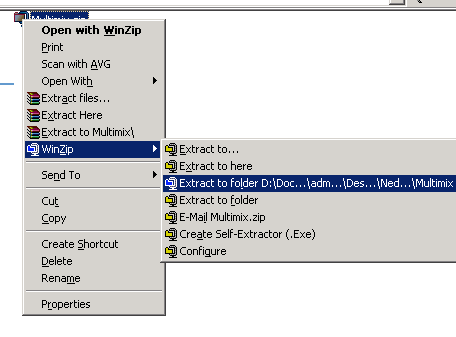 Multimix.zip
Open with WinZip
Print
Scan with AVG
Open With
Extract files...
Extract Here
Extract to Multimix\
WinZip
Extract to...
Extract to here
Extract to folder D:\Doc...\adm...\Des...\Ned...\Multimix
Extract to folder
E-Mail Multimix.zip
Create Self-Extractor (.Exe)
Configure
Send To
Cut
Copy
Create Shortcut
Delete
Rename
Properties